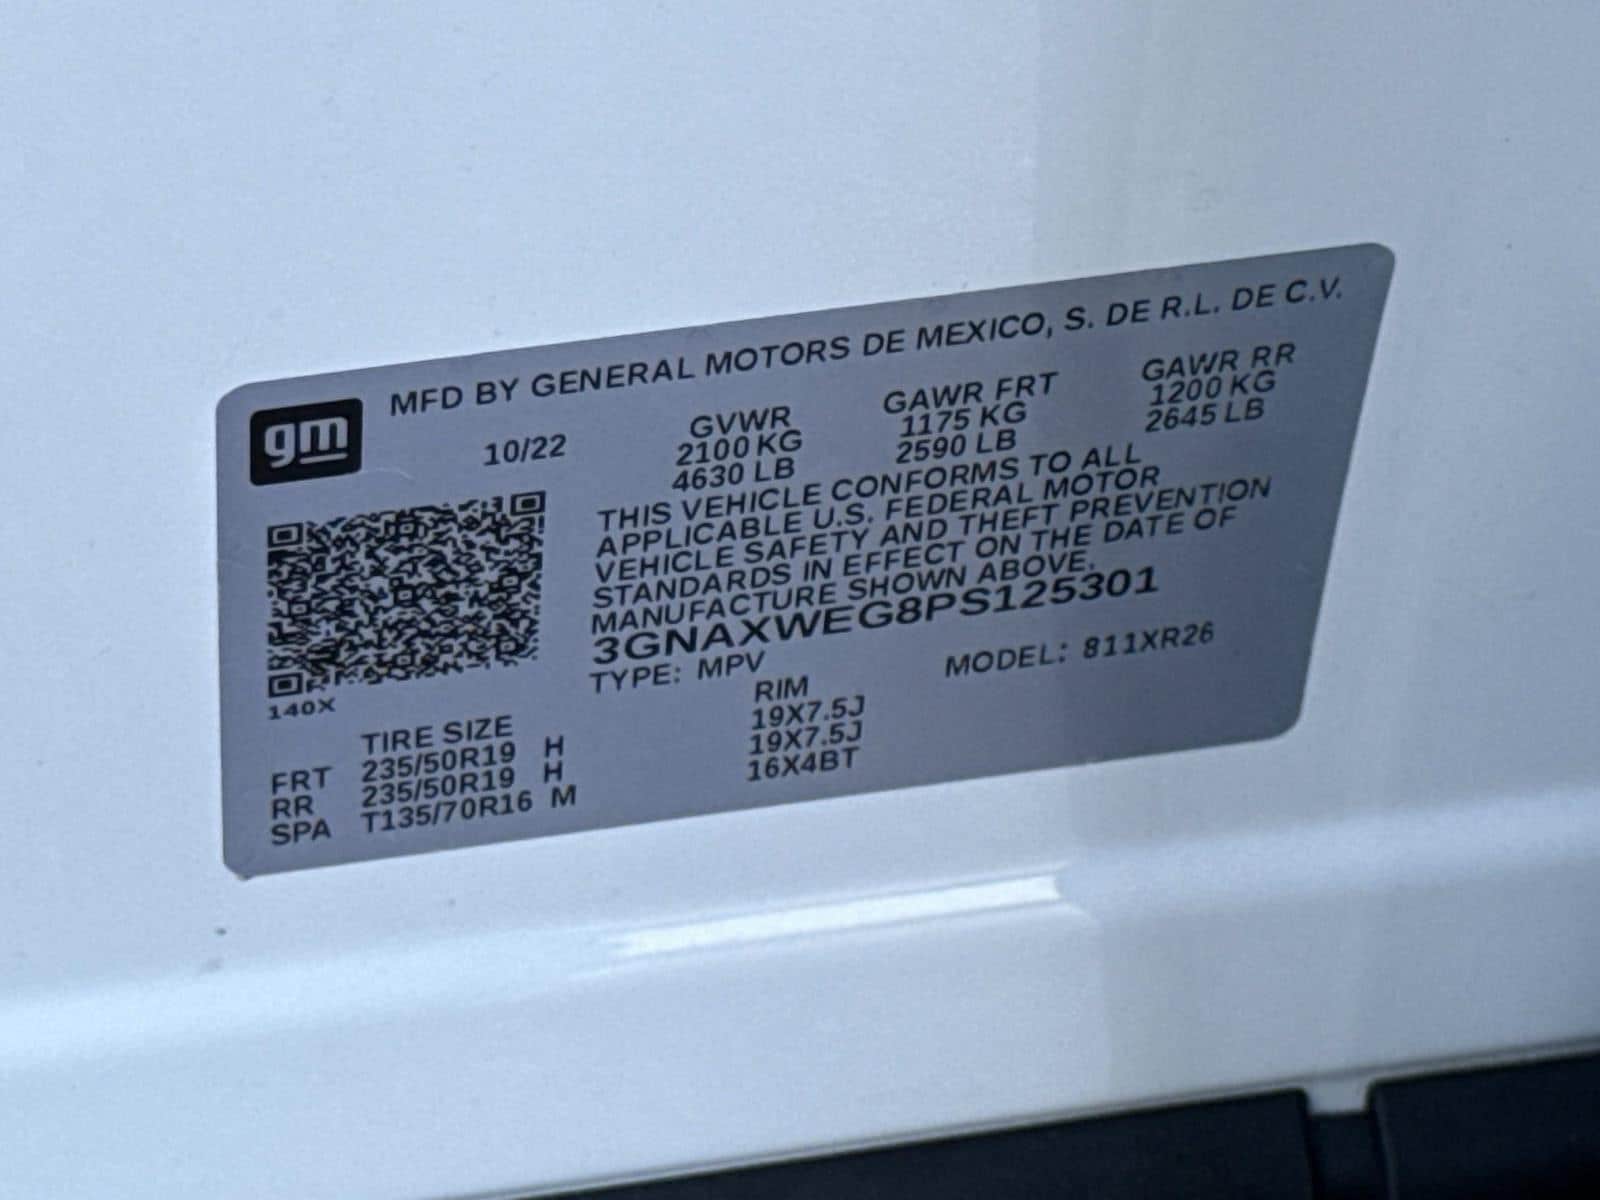 gm
MFD BY GENERAL MOTORS DE MEXICO, S. DE R.L. DE C.V.
10/22
GVWR GAWR FRT GAWR RR
2100 KG 1175 KG 1200 KG
4630 LB 2590 LB 2645 LB
THIS VEHICLE CONFORMS TO ALL
APPLICABLE U.S. FEDERAL MOTOR
VEHICLE SAFETY AND THEFT PREVENTION
STANDARDS IN EFFECT ON THE DATE OF
MANUFACTURE SHOWN ABOVE.
3GNAXWEG8PS125301
TYPE: MPV MODEL: 811XR26
140X
TIRE SIZE RIM
FRT 235/50R19 H 19X7.5J
RR 235/50R19 H 19X7.5J
SPA T135/70R16 M 16X4BT